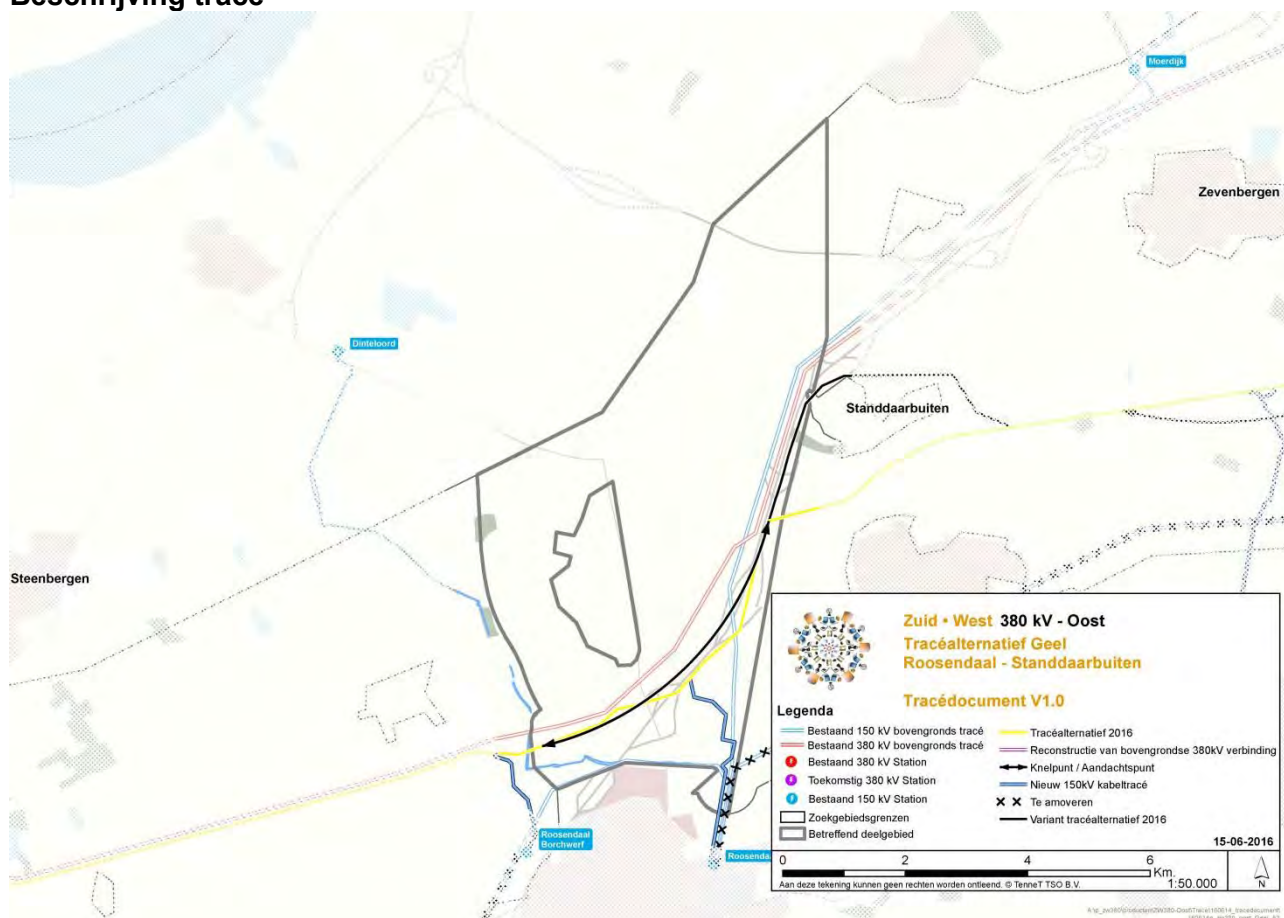 Beschrijving tracé
Moerdijk
Zevenbergen
Dinteloord
Standdaarbuiten
Steenbergen
Roosendaal
Borchwerf
Zuid • West 380 kV - Oost
Tracéalternatief Geel
Roosendaal - Standdaarbuiten
Tracédocument V1.0
Legenda
Bestaand 150 kV bovengronds tracé
Bestaand 380 kV bovengronds tracé
Bestaand 380 kV Station
Toekomstig 380 kV Station
Bestaand 150 kV Station
Zoekgebiedsgrenzen
Betreffend deelgebied
Tracéalternatief 2016
Reconstructie van bovengrondse 380kV verbinding
Knelpunt / Aandachtspunt
Nieuw 150kV kabeltracé
Te amoveren
Variant tracéalternatief 2016
15-06-2016
0 2 4 6
Km.
Aan deze tekening kunnen geen rechten worden ontleend. © TenneT TSO B.V.
1:50.000
N